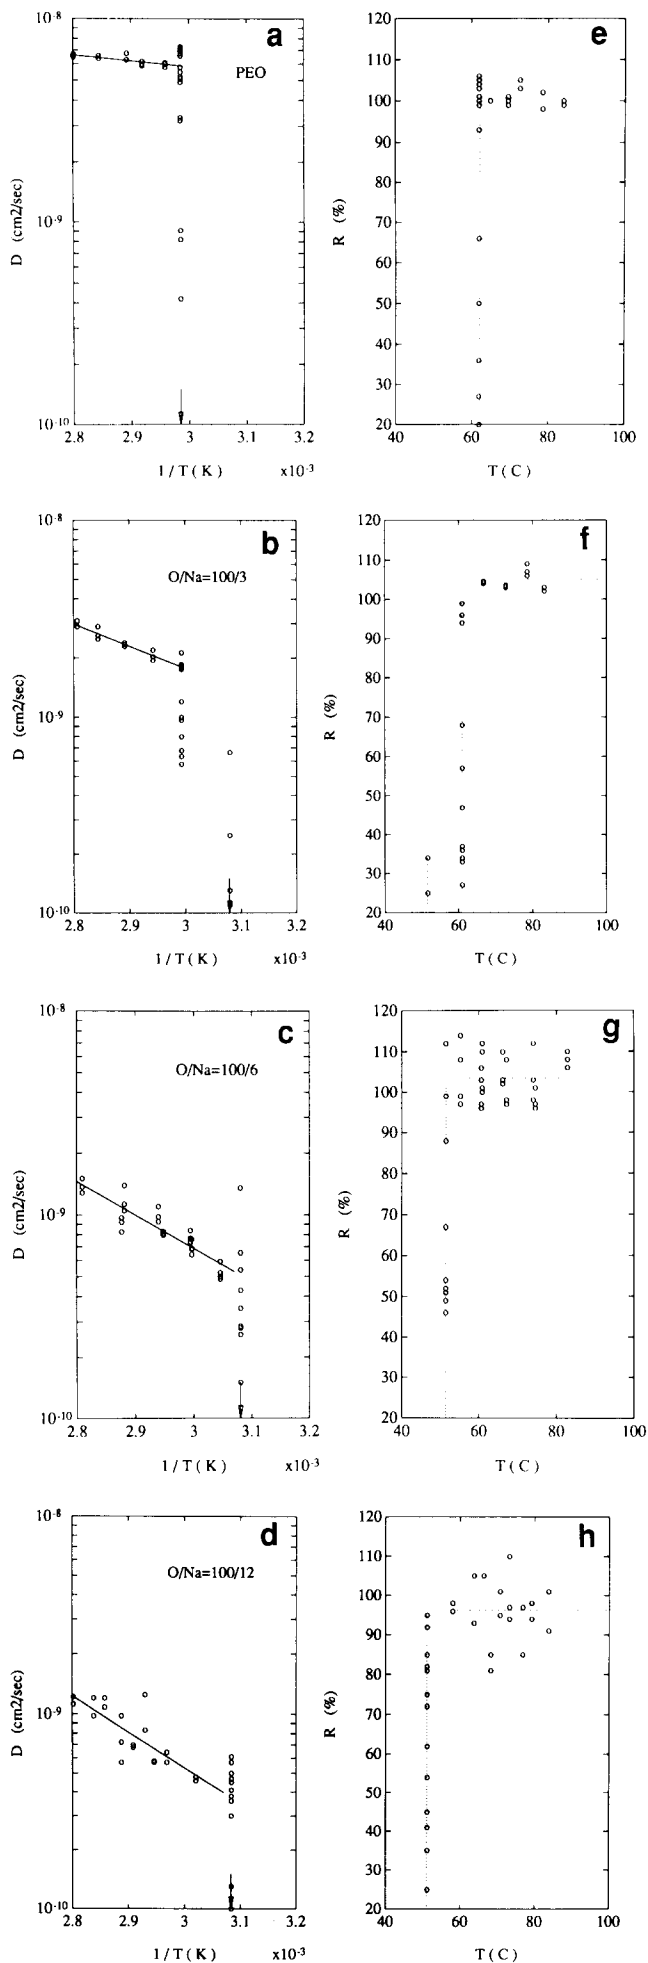 a
PEO
10-8
10-9
10-10
D (cm2/sec)
2.8 2.9 3 3.1 3.2
1/T(K) x10-3
e
120
110
100
90
80
70
60
50
40
30
20
R (%)
40 60 80 100
T(C)
b
O/Na=100/3
10-8
10-9
10-10
D (cm2/sec)
2.8 2.9 3 3.1 3.2
1/T(K) x10-3
f
120
110
100
90
80
70
60
50
40
30
20
R (%)
40 60 80 100
T(C)
c
O/Na=100/6
10-8
10-9
10-10
D (cm2/sec)
2.8 2.9 3 3.1 3.2
1/T(K) x10-3
g
120
110
100
90
80
70
60
50
40
30
20
R (%)
40 60 80 100
T(C)
d
O/Na=100/12
10-8
10-9
10-10
D (cm2/sec)
2.8 2.9 3 3.1 3.2
1/T(K) x10-3
h
120
110
100
90
80
70
60
50
40
30
20
R (%)
40 60 80 100
T(C)